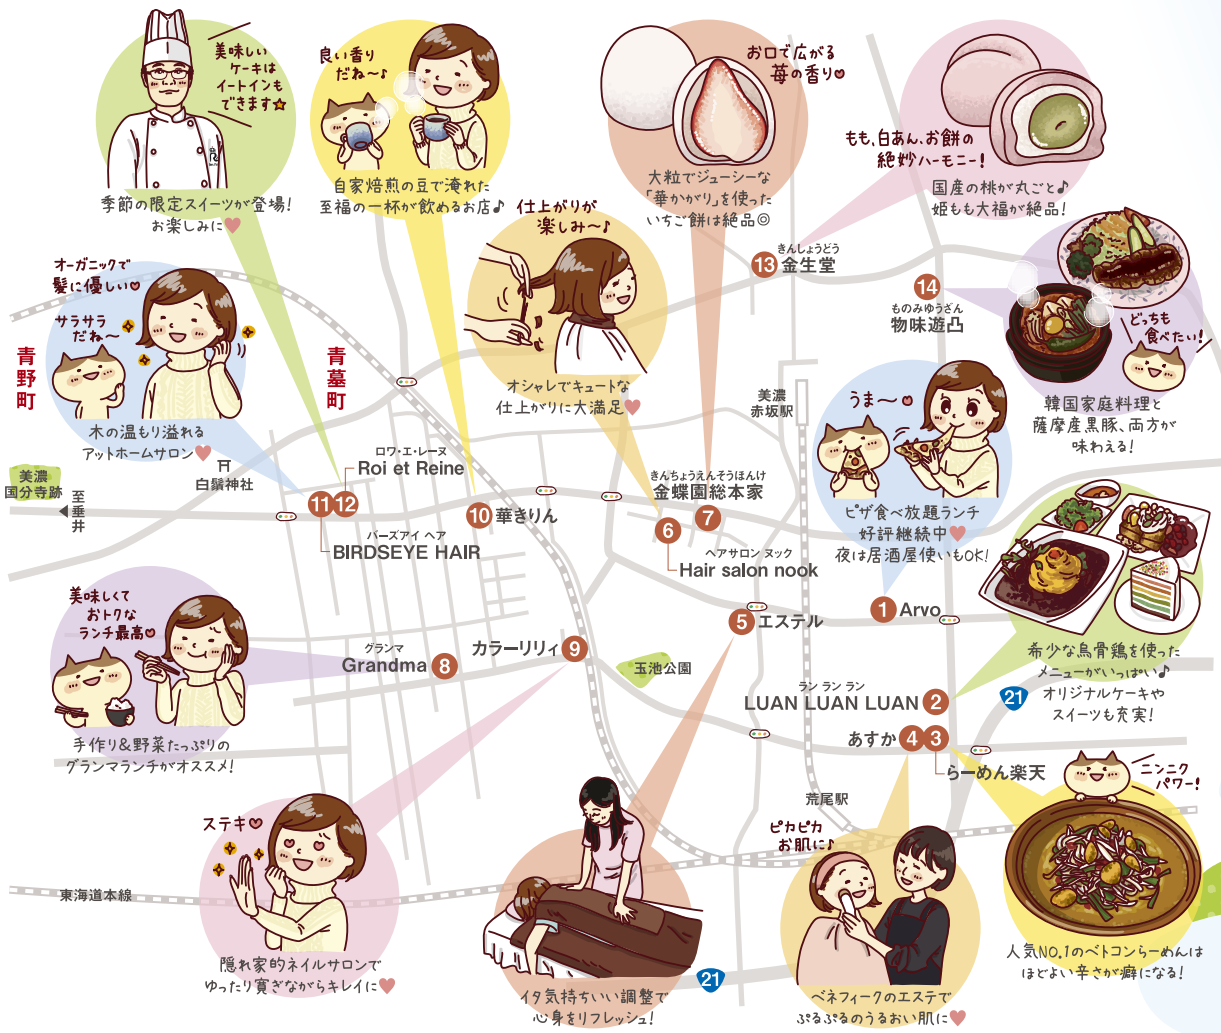 美味しい
ケーキは
イートインも
できます
季節の限定スイーツが登場!
お楽しみに♥
良い香り
だね〜♪
自家焙煎の豆で淹れた
至福の一杯が飲めるお店♪
お口で広がる
苺の香り♥
大粒でジューシーな
「華かがり」を使った
いちご餅は絶品◎
もも、白あん、お餅の
絶妙ハーモニー!
国産の桃が丸ごと♪
姫もも大福が絶品!
仕上がりが
楽しみ〜♪
オシャレでキュートな
仕上がりに大満足♥
オーガニックで
髪に優しい♥
サラサラ
だね〜
木の温もり溢れる
アットホームサロン♥
青野町
青墓町
きんしょうどう
13 金生堂
14
ものみゆうざん
物味遊凸
どっちも
食べたい!
韓国家庭料理と
薩摩産黒豚、両方が
味わえる!
美濃
赤坂駅
うま〜♥
ピザ食べ放題ランチ
好評継続中♥
夜は居酒屋使いもOK!
美濃
国分寺跡
至垂井
白鬚神社
ロワ・エ・レーヌ
Roi et Reine
11 12
バーズアイ ヘア
BIRDSEYE HAIR
10 華きりん
きんちょうえんそうほんけ
金蝶園総本家
6
7
ヘアサロン ヌック
Hair salon nook
5 エステル
1 Arvo
希少な烏骨鶏を使った
メニューがいっぱい♪
オリジナルケーキや
スイーツも充実!
美味しくて
おトクな
ランチ最高♥
手作り&野菜たっぷりの
グランマランチがオススメ!
グランマ
Grandma 8
カラーリリィ 9
玉池公園
ラン ラン ラン
LUAN LUAN LUAN 2
21
あすか 4 3
らーめん楽天
荒尾駅
ニンニク
パワー!
人気NO.1のベトコンらーめんは
ほどよい辛さが癖になる!
ステキ♥
東海道本線
隠れ家的ネイルサロンで
ゆったり寛ぎながらキレイに♥
イタ気持ちいい調整で
心身をリフレッシュ!
21
ピカピカ
お肌に♪
ベネフィークのエステで
ぷるぷるのうるおい肌に♥